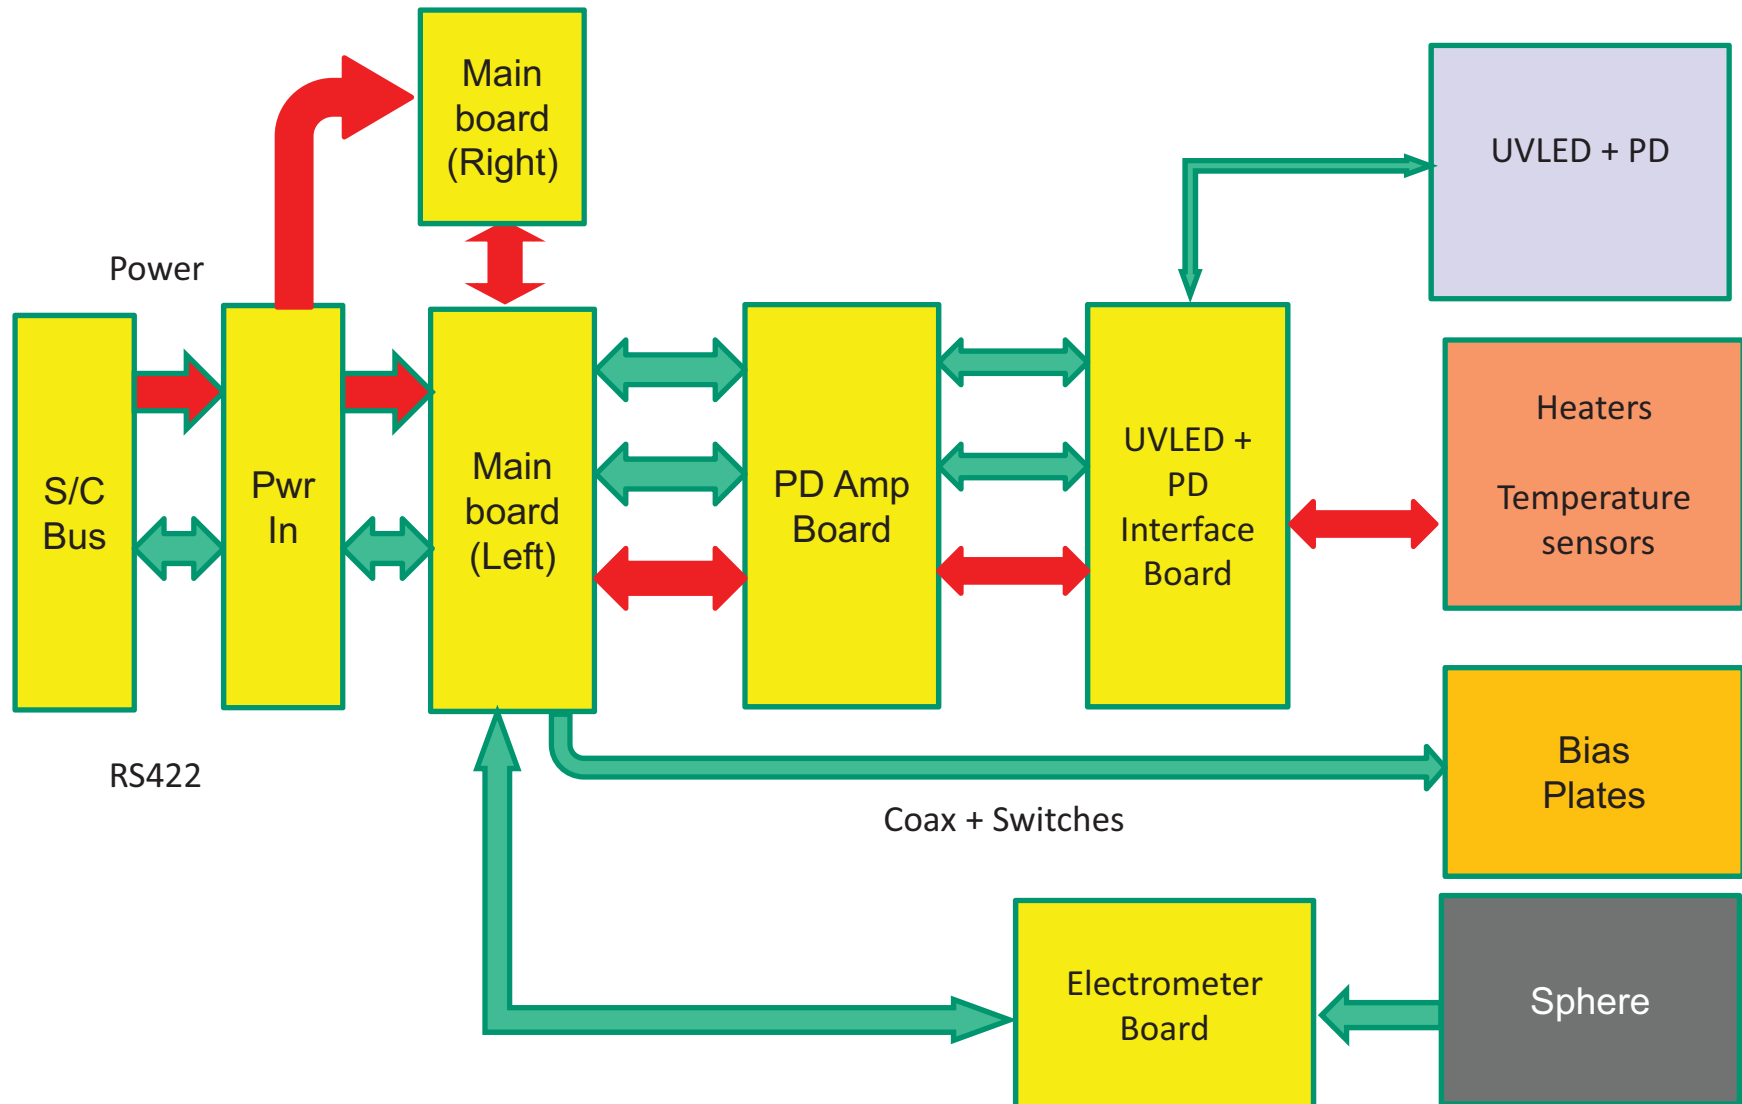 Main
board
(Right)
UVLED + PD
Power
S/C
Bus
Pwr
In
Main
board
(Left)
PD Amp
Board
UVLED +
PD
Interface
Board
Heaters
Temperature
sensors
RS422
Coax + Switches
Bias
Plates
Electrometer
Board
Sphere